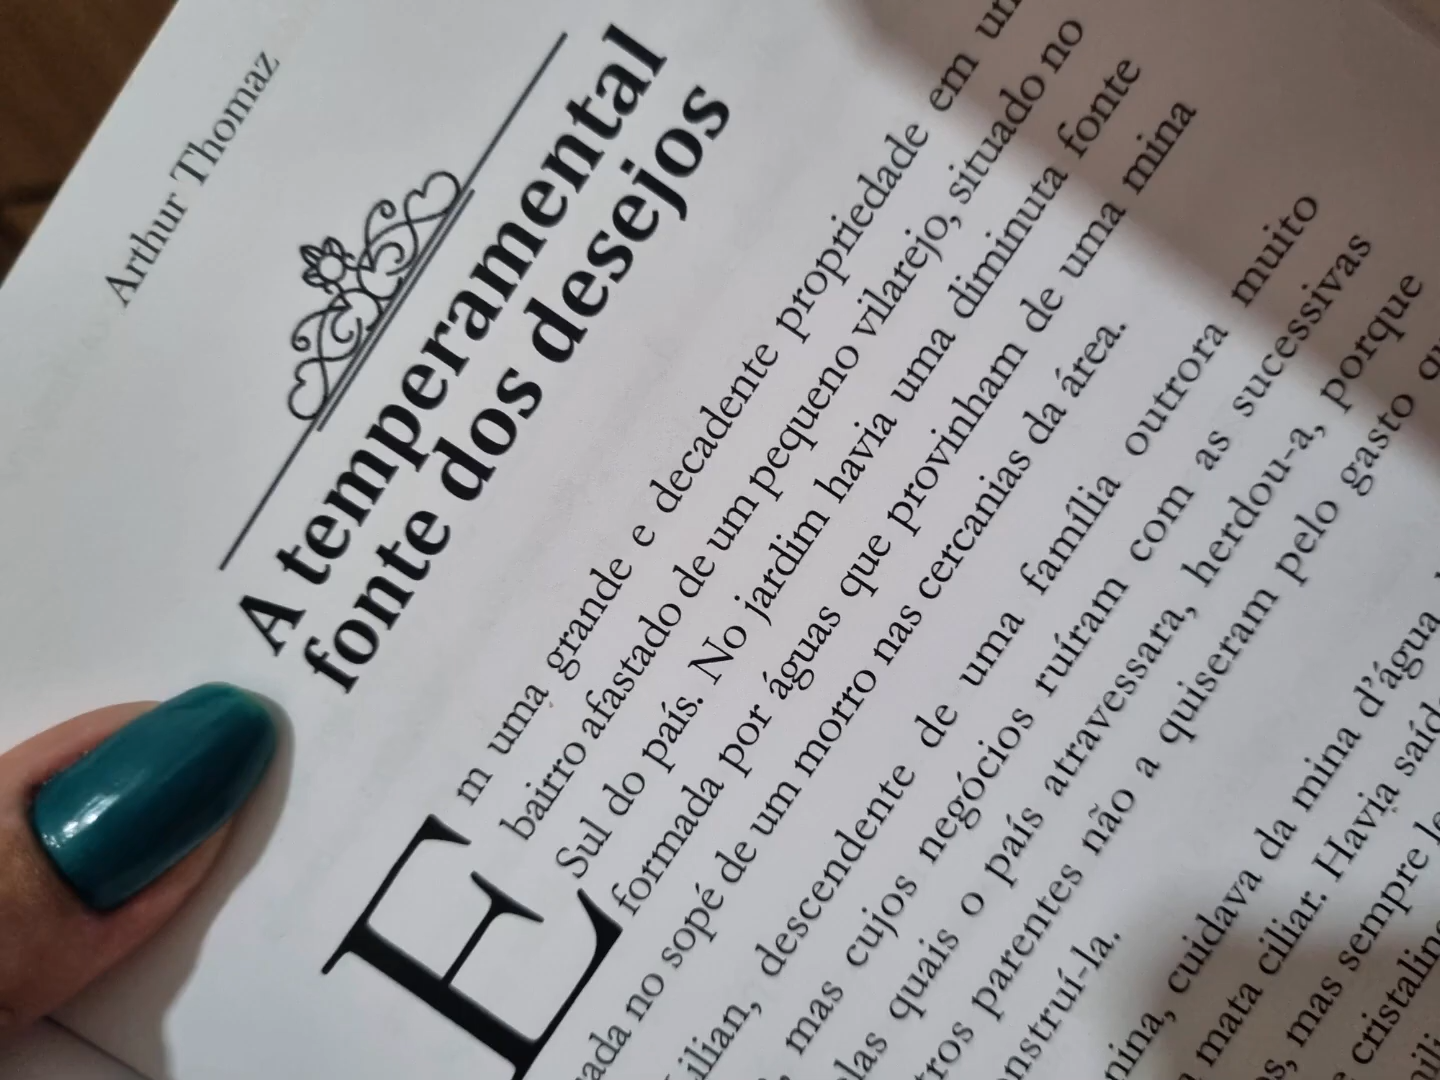 Arthur Thomaz
A temperamental
fonte dos desejos
Em uma grande e decadente propriedade em
bairro afastado de um pequeno vilarejo, situado no
Sul do país. No jardim havia uma diminuta fonte
formada por águas que provinham de uma mina
no sopé de um morro nas cercanias da área.
descendente de uma família outrora muito
mas cujos negócios ruíram com as sucessivas
quais o país atravessara, herdou-a, porque
parentes não a quiseram pelo gasto
cuidava da mina d'água
mata ciliar. Havia
mas sempre